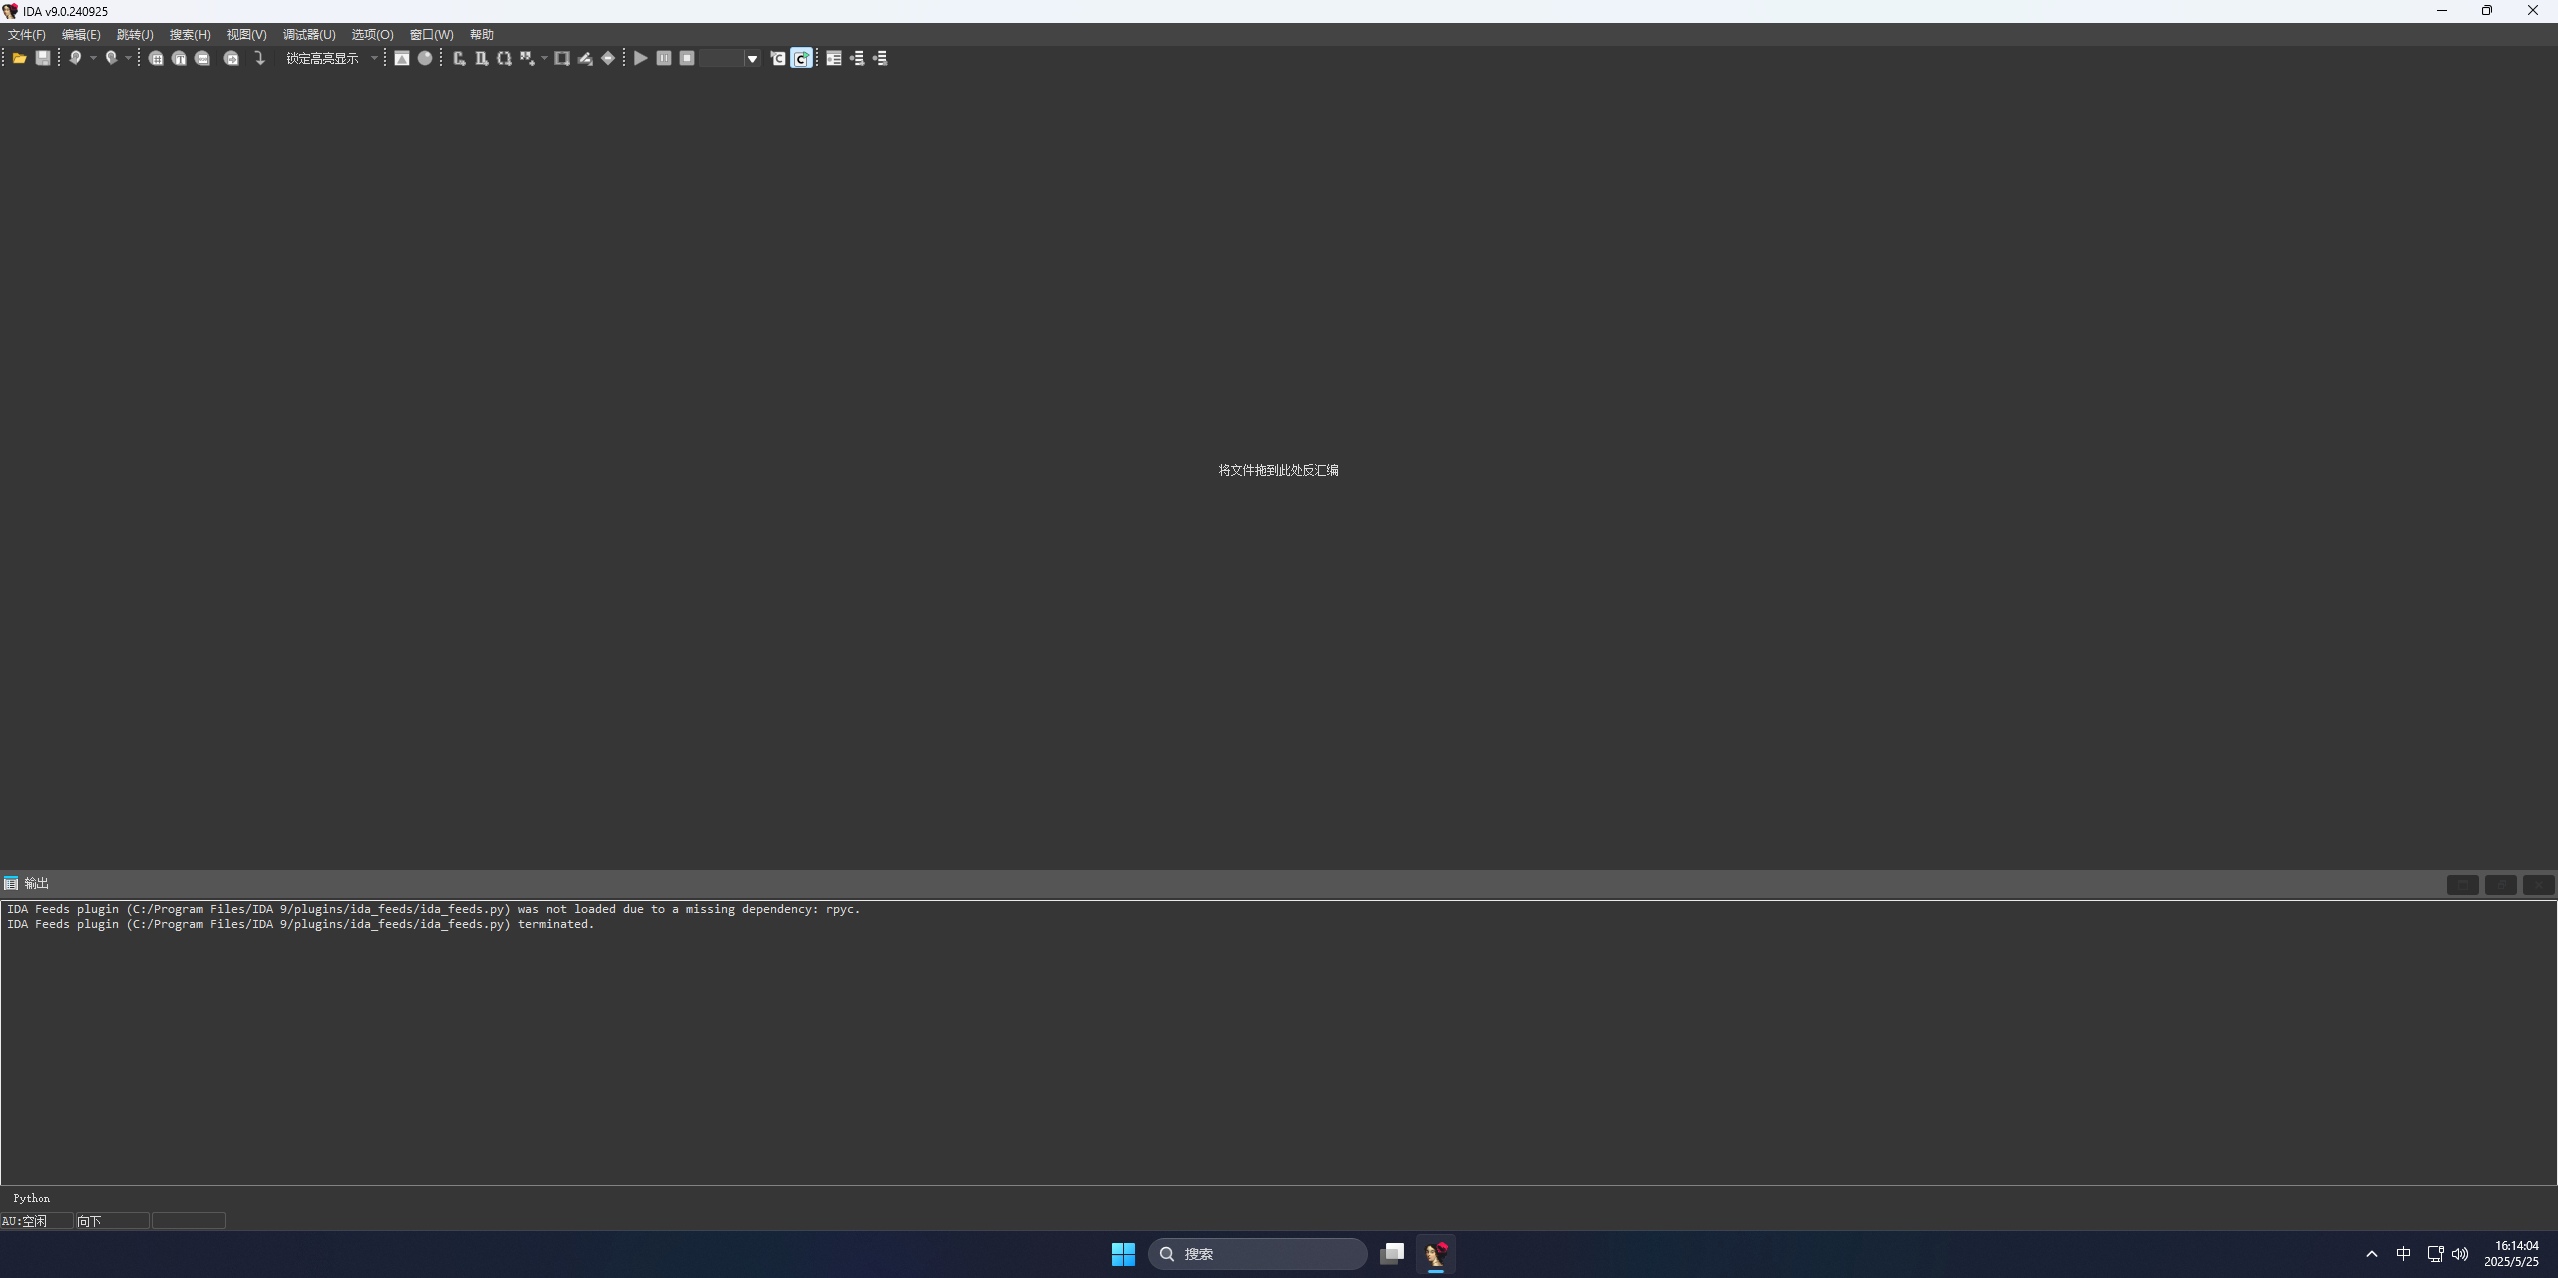 IDA v9.0.240925
文件(F) 编辑(E) 跳转(J) 搜索(H) 视图(V) 调试器(U) 选项(O) 窗口(W) 帮助
锁定高亮显示
将文件拖到此处反汇编
输出
IDA Feeds plugin (C:/Program Files/IDA 9/plugins/ida_feeds/ida_feeds.py) was not loaded due to a missing dependency: rpyc.
IDA Feeds plugin (C:/Program Files/IDA 9/plugins/ida_feeds/ida_feeds.py) terminated.
Python
AU:空闲 向下
搜索
中
16:14:04
2025/5/25